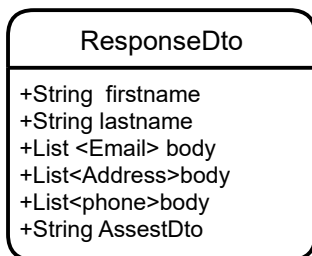 ResponseDto
+String  firstname
+String lastname
+List <Email> body
+List<Address>body
+List<phone>body
+String AssestDto